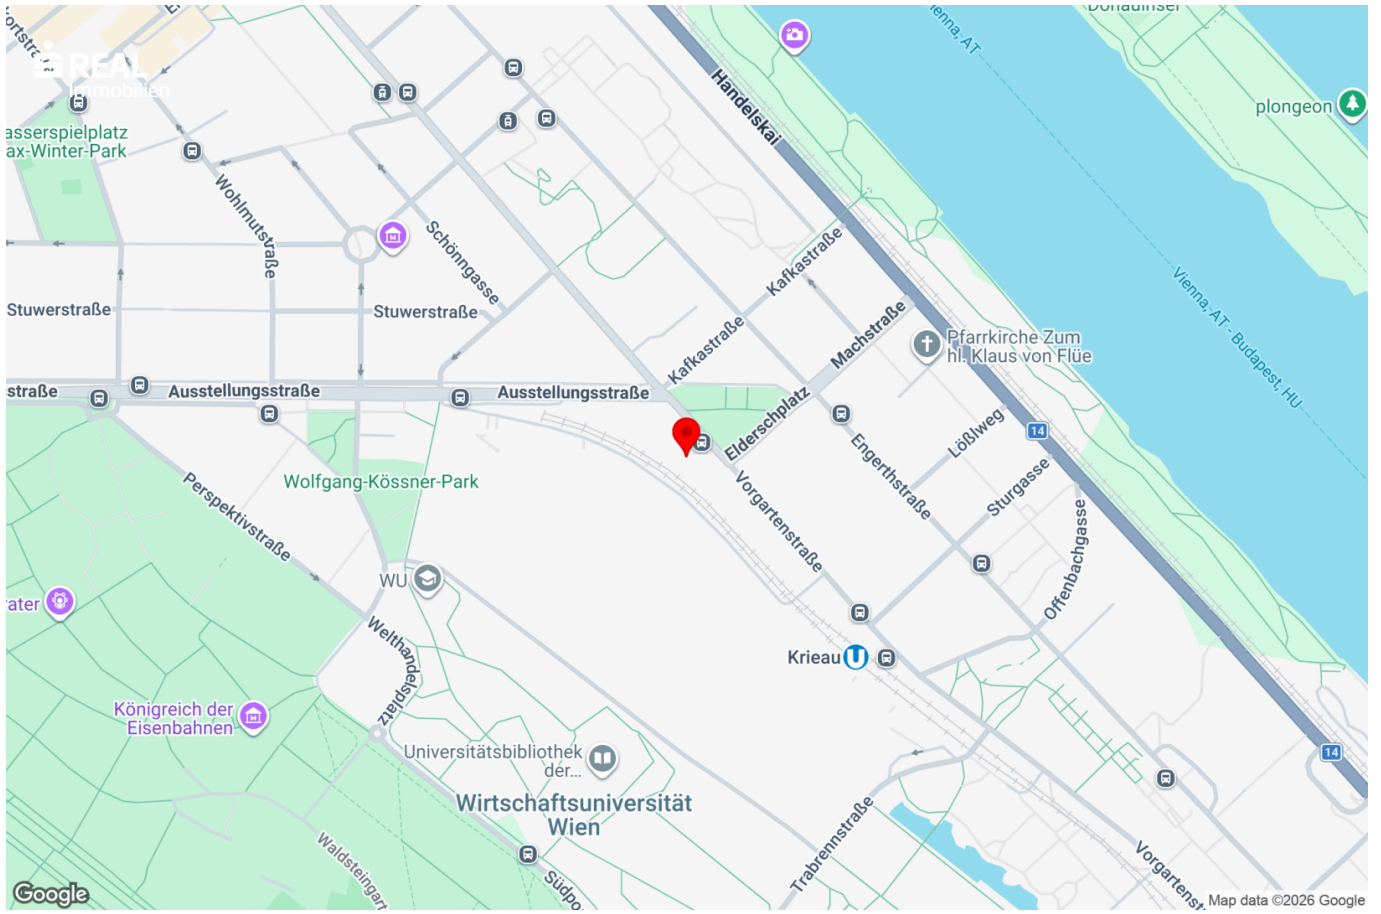 Donauinsel
Vienna, AT
REAL
Immobilien
Handelskai
plongeon
asserspielplatz
ax-Winter-Park
Wohlmutstraße
Schönngasse
Kafkastraße
Vienna, AT - Budapest, HU
Stuwerstraße
Stuwerstraße
Kafkastraße
Machstraße
Pfarrkirche Zum
hl. Klaus von Flüe
straße
Ausstellungsstraße
Ausstellungsstraße
Elderschplatz
Lößlweg
14
Engerthstraße
Wolfgang-Kössner-Park
Perspektivstraße
Vorgartenstraße
Sturgasse
Offenbachgasse
WU
rater
Welthandelsplatz
Krieau
U
Königreich der
Eisenbahnen
Universitätsbibliothek
der...
14
Wirtschaftsuniversität
Wien
Trabrennstraße
Waldsteingart
Südpo
Vorgartenst
Google
Map data ©2026 Google